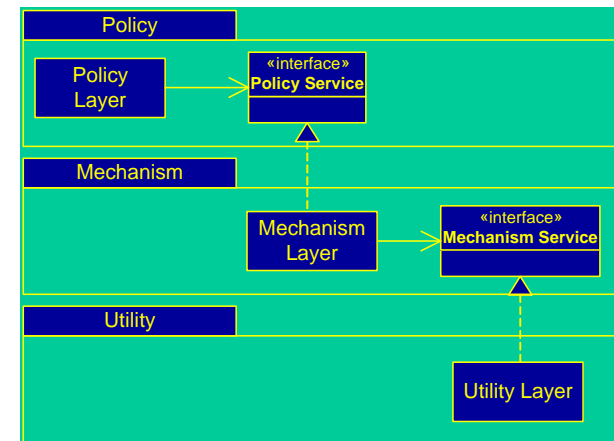 Policy
Policy
Layer
«interface»
Policy Service
Mechanism
Mechanism
Layer
«interface»
Mechanism Service
Utility
Utility Layer